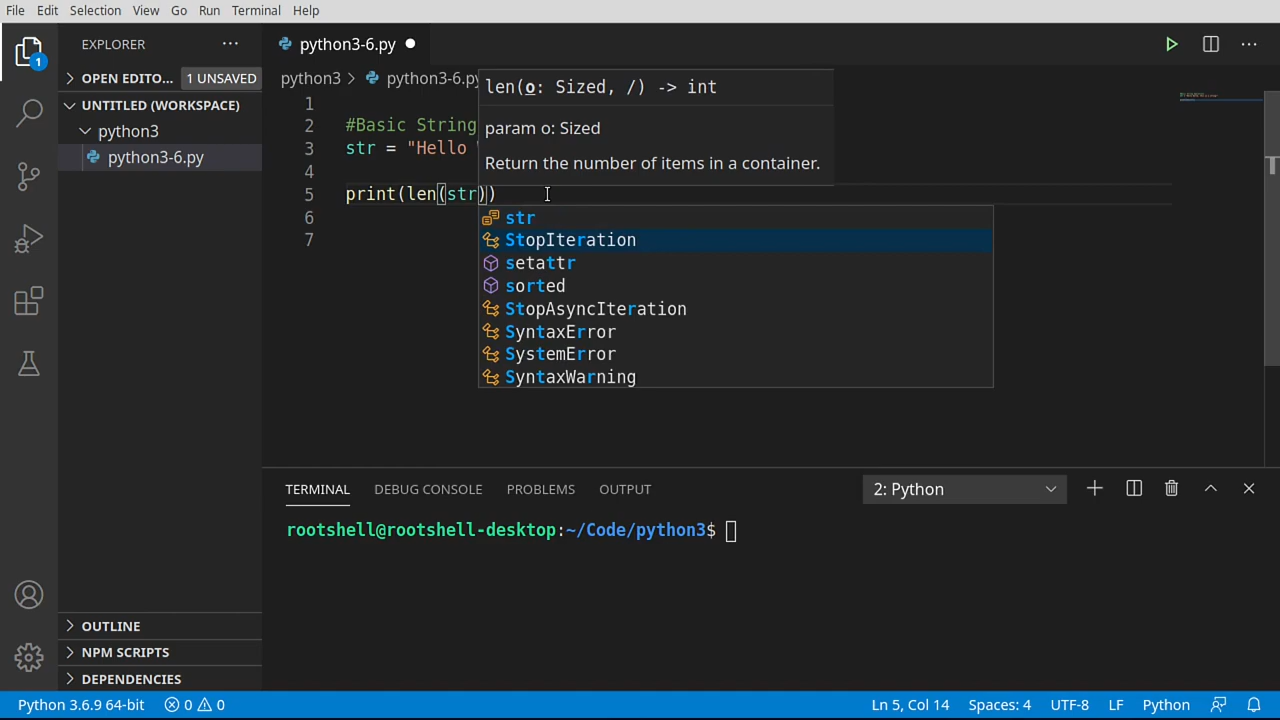 File Edit Selection View Go Run Terminal Help
EXPLORER
1
OPEN EDITO... 1 UNSAVED
UNTITLED (WORKSPACE)
python3
python3-6.py
OUTLINE
NPM SCRIPTS
DEPENDENCIES
python3-6.py
python3 > python3-6.py
1
2 #Basic String
3 str = "Hello
4
5 print(len(str))
6
7
len(o: Sized, /) -> int
param o: Sized
Return the number of items in a container.
str
StopIteration
setattr
sorted
StopAsyncIteration
SyntaxError
SystemError
SyntaxWarning
TERMINAL DEBUG CONSOLE PROBLEMS OUTPUT 2: Python
rootshell@rootshell-desktop:~/Code/python3$
Python 3.6.9 64-bit 0 0 Ln 5, Col 14 Spaces: 4 UTF-8 LF Python